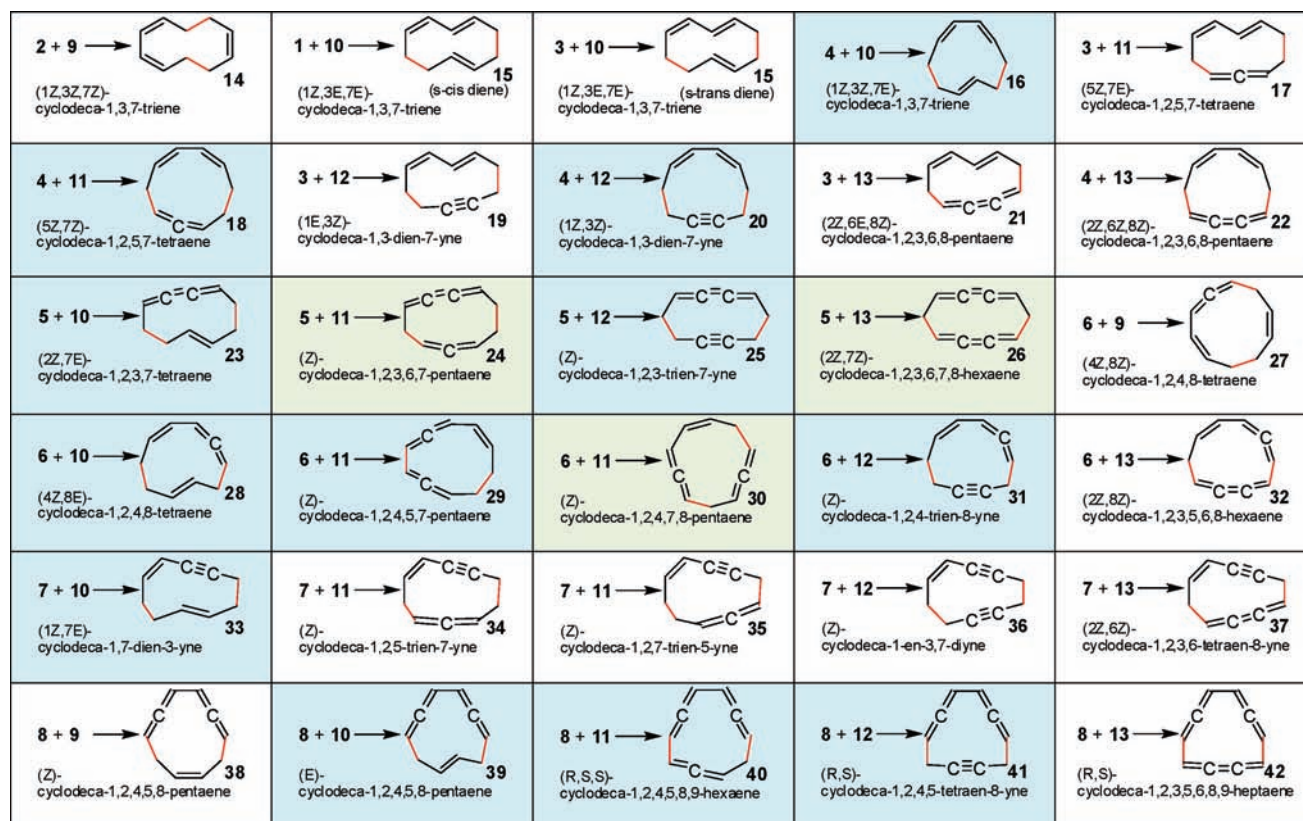 2 + 9
14
(1Z,3Z,7Z)-
cyclodeca-1,3,7-triene
1 + 10
15
(1Z,3E,7E)-
(s-cis diene)
cyclodeca-1,3,7-triene
3 + 10
15
(1Z,3E,7E)-
(s-trans diene)
cyclodeca-1,3,7-triene
4 + 10
16
(1Z,3Z,7E)-
cyclodeca-1,3,7-triene
3 + 11
17
(5Z,7E)-
cyclodeca-1,2,5,7-tetraene
4 + 11
18
(5Z,7Z)-
cyclodeca-1,2,5,7-tetraene
3 + 12
C≡C
19
(1E,3Z)-
cyclodeca-1,3-dien-7-yne
4 + 12
C≡C
20
(1Z,3Z)-
cyclodeca-1,3-dien-7-yne
3 + 13
C=C
21
(2Z,6E,8Z)-
cyclodeca-1,2,3,6,8-pentaene
4 + 13
C=C
22
(2Z,6Z,8Z)-
cyclodeca-1,2,3,6,8-pentaene
5 + 10
C=C
23
(2Z,7E)-
cyclodeca-1,2,3,7-tetraene
5 + 11
C=C
C
24
(Z)-
cyclodeca-1,2,3,6,7-pentaene
5 + 12
C=C
C≡C
25
(Z)-
cyclodeca-1,2,3-trien-7-yne
5 + 13
C=C
C=C
26
(2Z,7Z)-
cyclodeca-1,2,3,6,7,8-hexaene
6 + 9
C
27
(4Z,8Z)-
cyclodeca-1,2,4,8-tetraene
6 + 10
C
28
(4Z,8E)-
cyclodeca-1,2,4,8-tetraene
6 + 11
C
C
29
(Z)-
cyclodeca-1,2,4,5,7-pentaene
6 + 11
C
C
30
(Z)-
cyclodeca-1,2,4,7,8-pentaene
6 + 12
C
C≡C
31
(Z)-
cyclodeca-1,2,4-trien-8-yne
6 + 13
C
C=C
32
(2Z,8Z)-
cyclodeca-1,2,3,5,6,8-hexaene
7 + 10
C≡C
33
(1Z,7E)-
cyclodeca-1,7-dien-3-yne
7 + 11
C≡C
C
34
(Z)-
cyclodeca-1,2,5-trien-7-yne
7 + 11
C≡C
C
35
(Z)-
cyclodeca-1,2,7-trien-5-yne
7 + 12
C≡C
C≡C
36
(Z)-
cyclodeca-1-en-3,7-diyne
7 + 13
C≡C
C=C
37
(2Z,6Z)-
cyclodeca-1,2,3,6-tetraen-8-yne
8 + 9
C
C
38
(Z)-
cyclodeca-1,2,4,5,8-pentaene
8 + 10
C
C
39
(E)-
cyclodeca-1,2,4,5,8-pentaene
8 + 11
C
C
C
40
(R,S,S)-
cyclodeca-1,2,4,5,8,9-hexaene
8 + 12
C
C
C≡C
41
(R,S)-
cyclodeca-1,2,4,5-tetraen-8-yne
8 + 13
C
C
C=C
42
(R,S)-
cyclodeca-1,2,3,5,6,8,9-heptaene